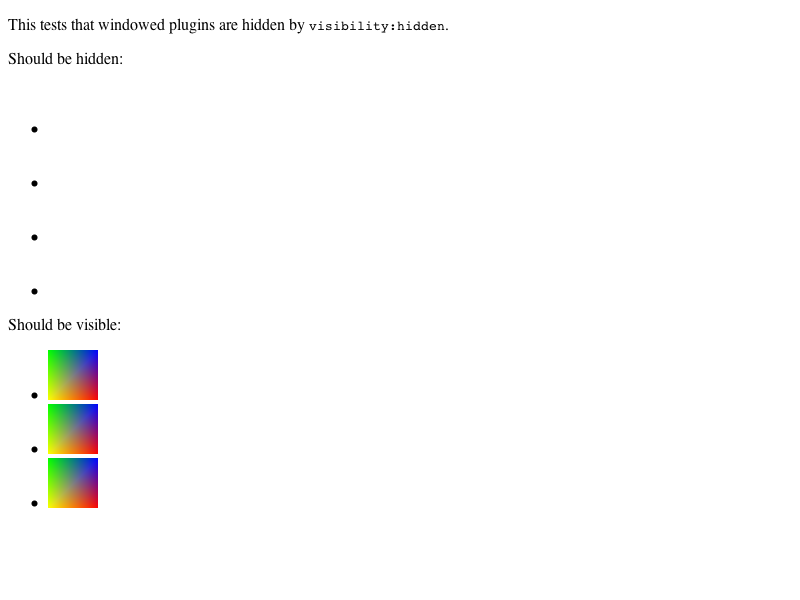 This tests that windowed plugins are hidden by visibility:hidden.
Should be hidden:
Should be visible: